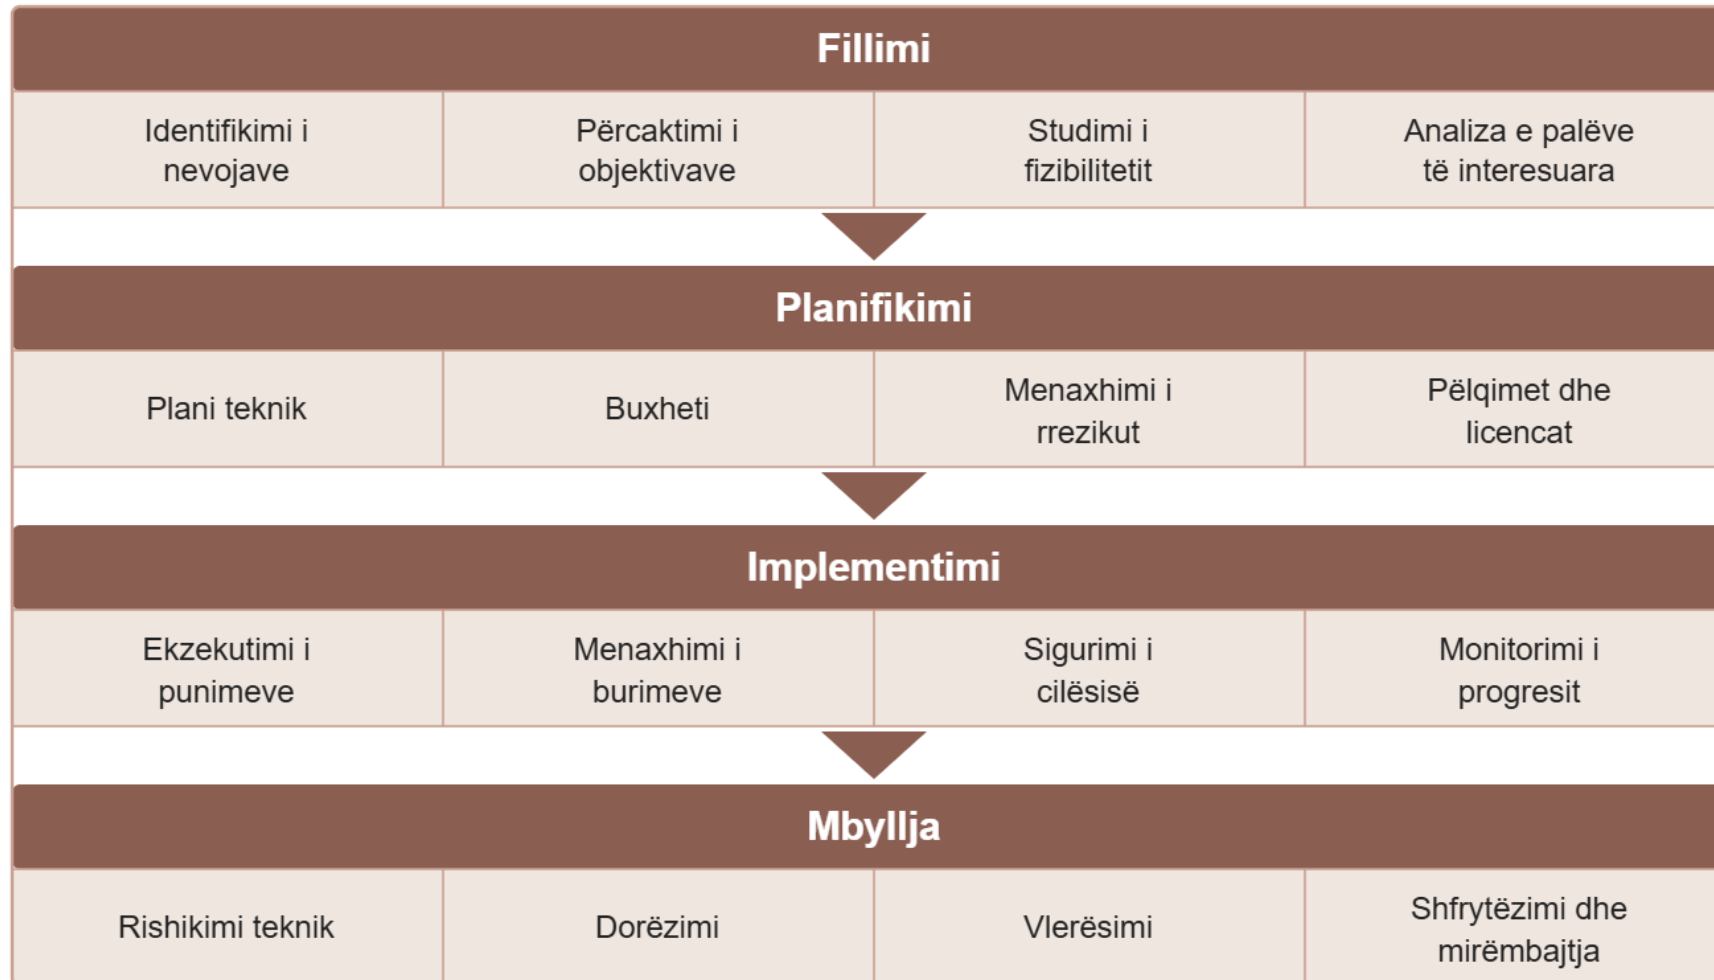 Fillimi
Identifikimi i
nevojave
Përcaktimi i
objektivave
Studimi i
fizibilitetit
Analiza e palëve
të interesuara
Planifikimi
Plani teknik
Buxheti
Menaxhimi i
rrezikut
Pëlqimet dhe
licencat
Implementimi
Ekzekutimi i
punimeve
Menaxhimi i
burimeve
Sigurimi i
cilësisë
Monitorimi i
progresit
Mbyllja
Rishikimi teknik
Dorëzimi
Vlerësimi
Shfrytëzimi dhe
mirëmbajtja